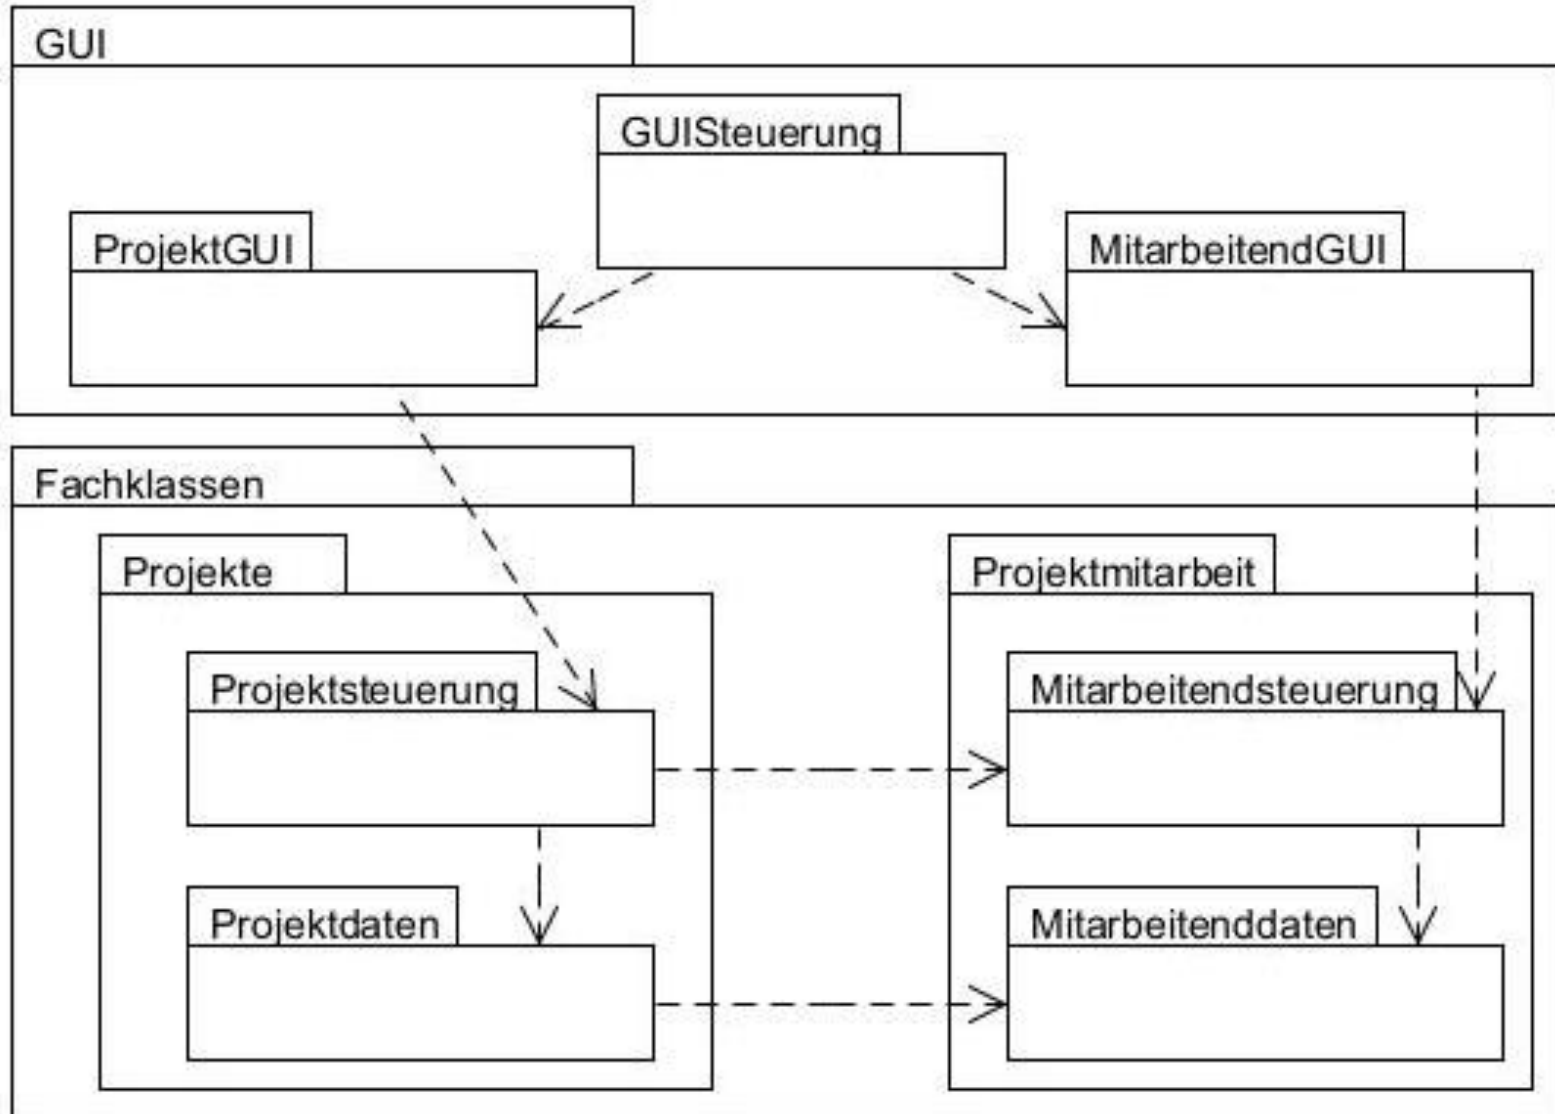 GUI
GUISteuerung
ProjektGUI
MitarbeitendGUI
Fachklassen
Projekte
Projektmitarbeit
Projektsteuerung
Mitarbeitendsteuerung
Projektdaten
Mitarbeitenddaten